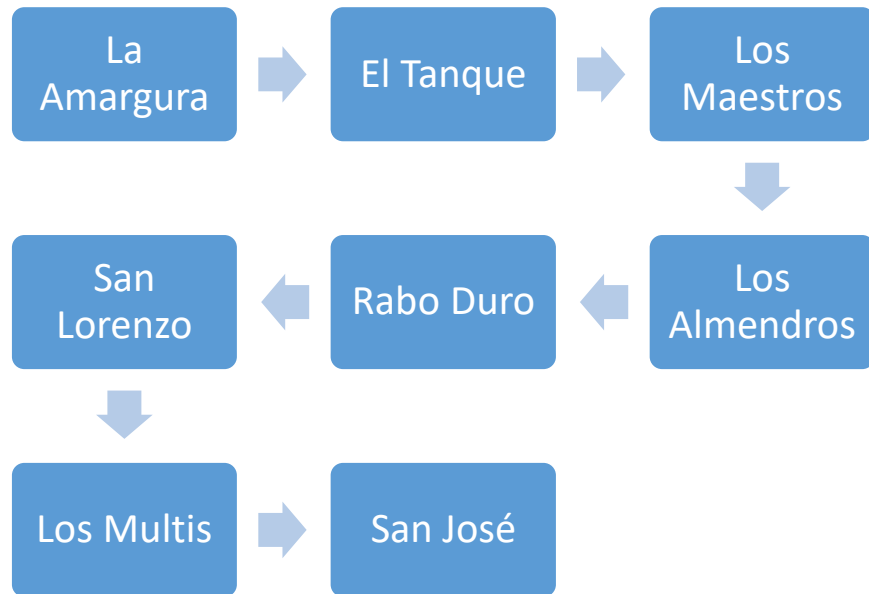 La
Amargura
El Tanque
Los
Maestros
Los
Almendros
Rabo Duro
San
Lorenzo
Los Multis
San José